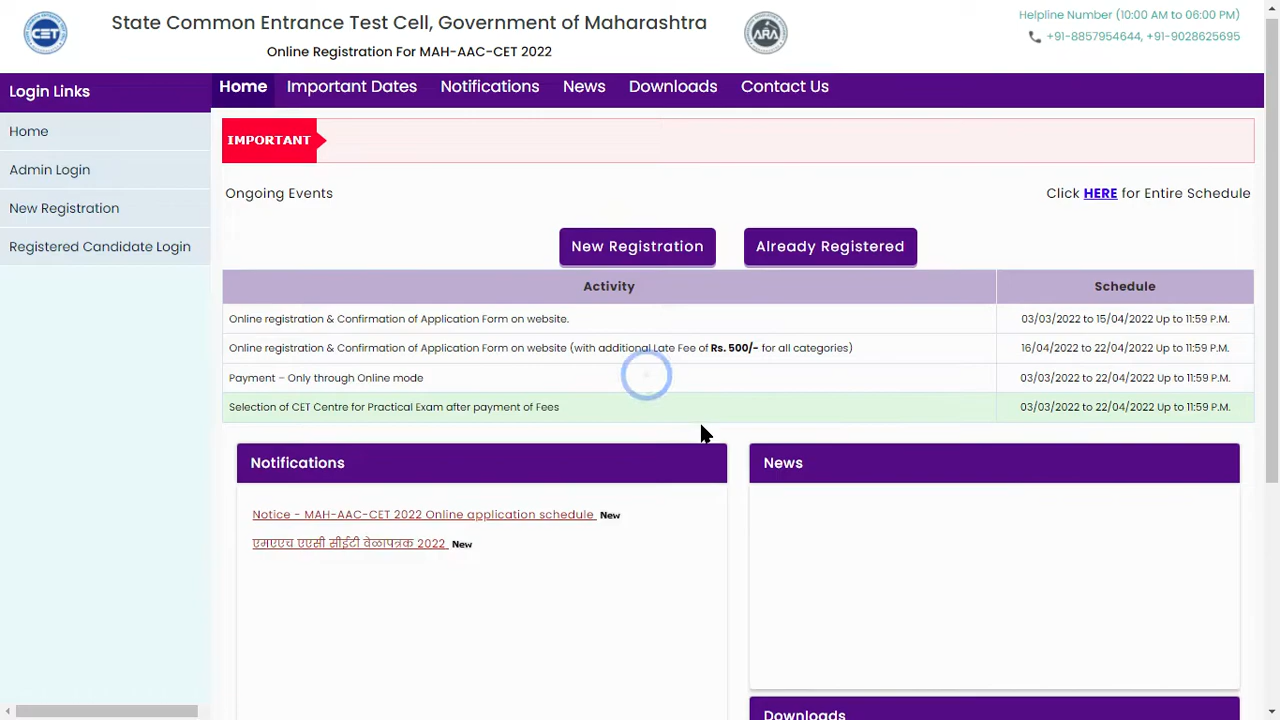 State Common Entrance Test Cell, Government of Maharashtra
Online Registration For MAH-AAC-CET 2022
CET
ARA
Helpline Number (10:00 AM to 06:00 PM)
+91-8857954644, +91-9028625695
Login Links
Home
Admin Login
New Registration
Registered Candidate Login
Home Important Dates Notifications News Downloads Contact Us
IMPORTANT
Ongoing Events
Click HERE for Entire Schedule
New Registration Already Registered
Activity Schedule
Online registration & Confirmation of Application Form on website. 03/03/2022 to 15/04/2022 Up to 11:59 P.M.
Online registration & Confirmation of Application Form on website (with additional Late Fee of Rs. 500/- for all categories) 16/04/2022 to 22/04/2022 Up to 11:59 P.M.
Payment – Only through Online mode 03/03/2022 to 22/04/2022 Up to 11:59 P.M.
Selection of CET Centre for Practical Exam after payment of Fees 03/03/2022 to 22/04/2022 Up to 11:59 P.M.
Notifications
Notice - MAH-AAC-CET 2022 Online application schedule New
एमएएच एएसी सीईटी वेळापत्रक 2022 New
News
Downloads